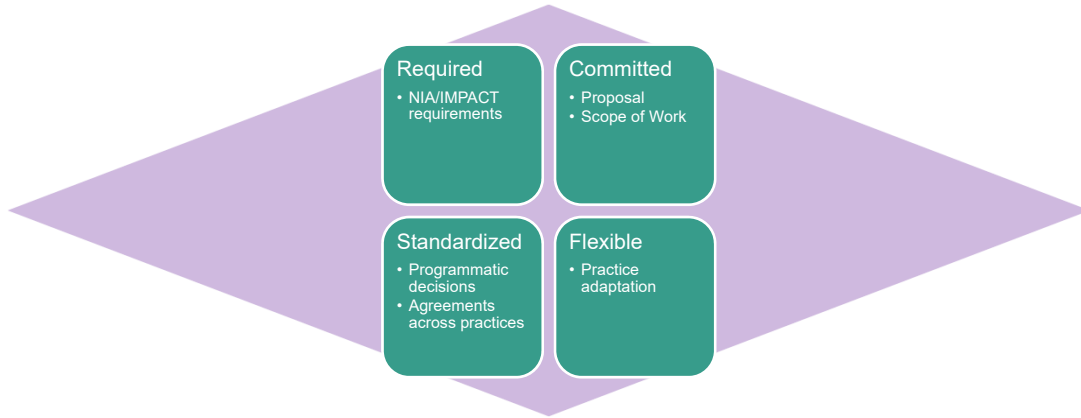 Required
• NIA/IMPACT
requirements
Committed
• Proposal
• Scope of Work
Standardized
• Programmatic
decisions
• Agreements
across practices
Flexible
• Practice
adaptation